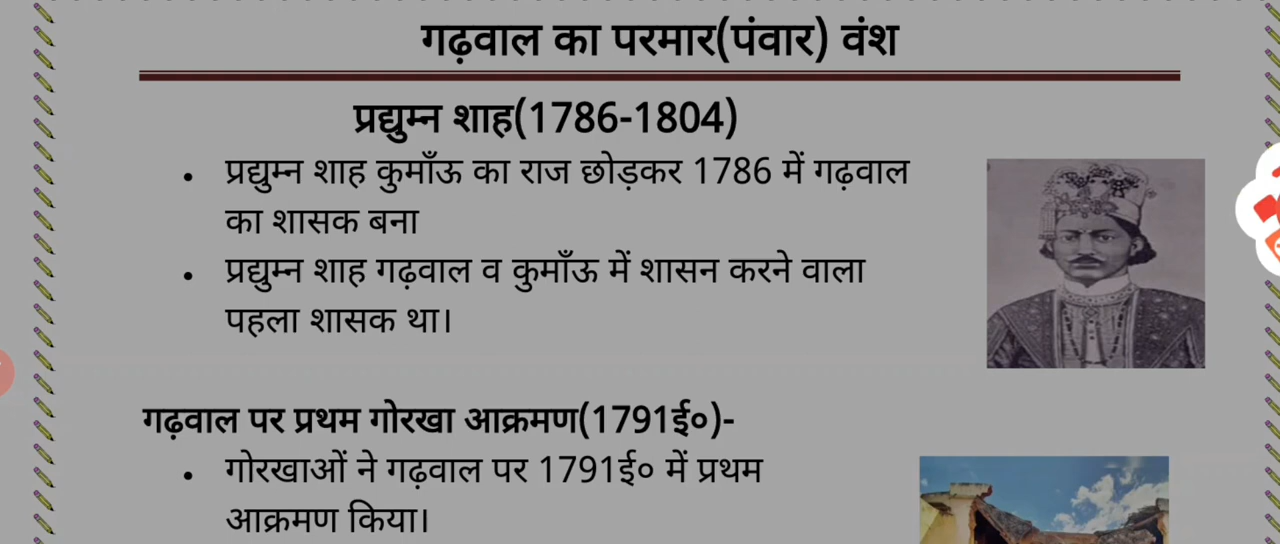 गढ़वाल का परमार(पंवार) वंश
प्रद्युम्न शाह(1786-1804)
• प्रद्युम्न शाह कुमाँऊ का राज छोड़कर 1786 में गढ़वाल
का शासक बना
• प्रद्युम्न शाह गढ़वाल व कुमाँऊ में शासन करने वाला
पहला शासक था।
गढ़वाल पर प्रथम गोरखा आक्रमण(1791ई०)-
• गोरखाओं ने गढ़वाल पर 1791ई० में प्रथम
आक्रमण किया।